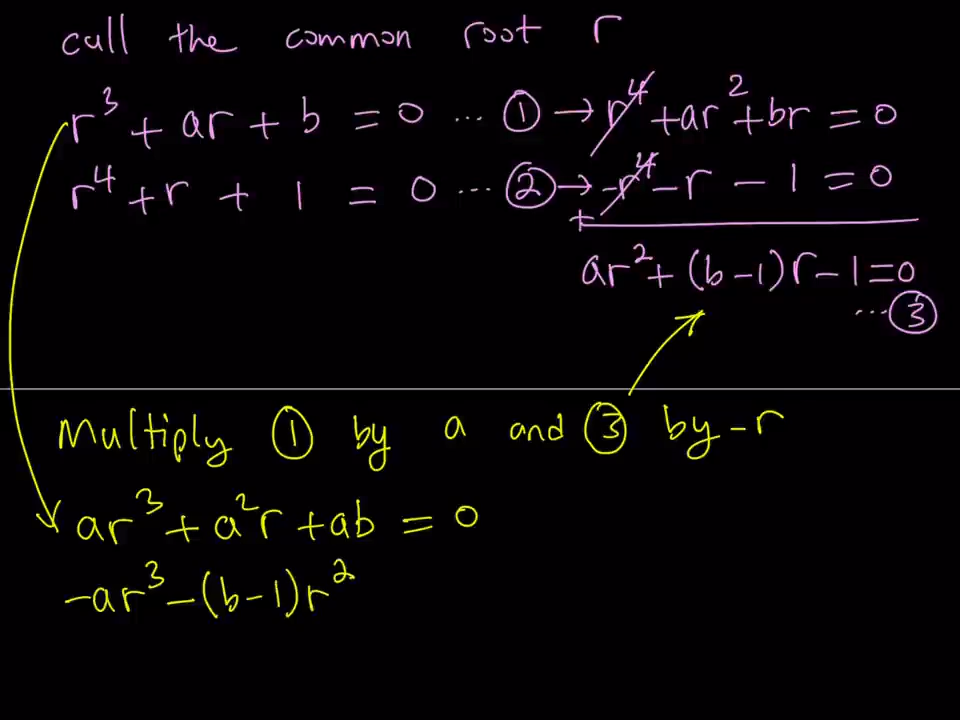 call the common root r
r³ + ar + b = 0 ... ① → r⁴ + ar² + br = 0
r⁴ + r + 1 = 0 ... ② → -r⁴ - r - 1 = 0
+
ar² + (b - 1)r - 1 = 0
... ③
Multiply ① by a and ③ by -r
ar³ + a²r + ab = 0
-ar³ - (b - 1)r²